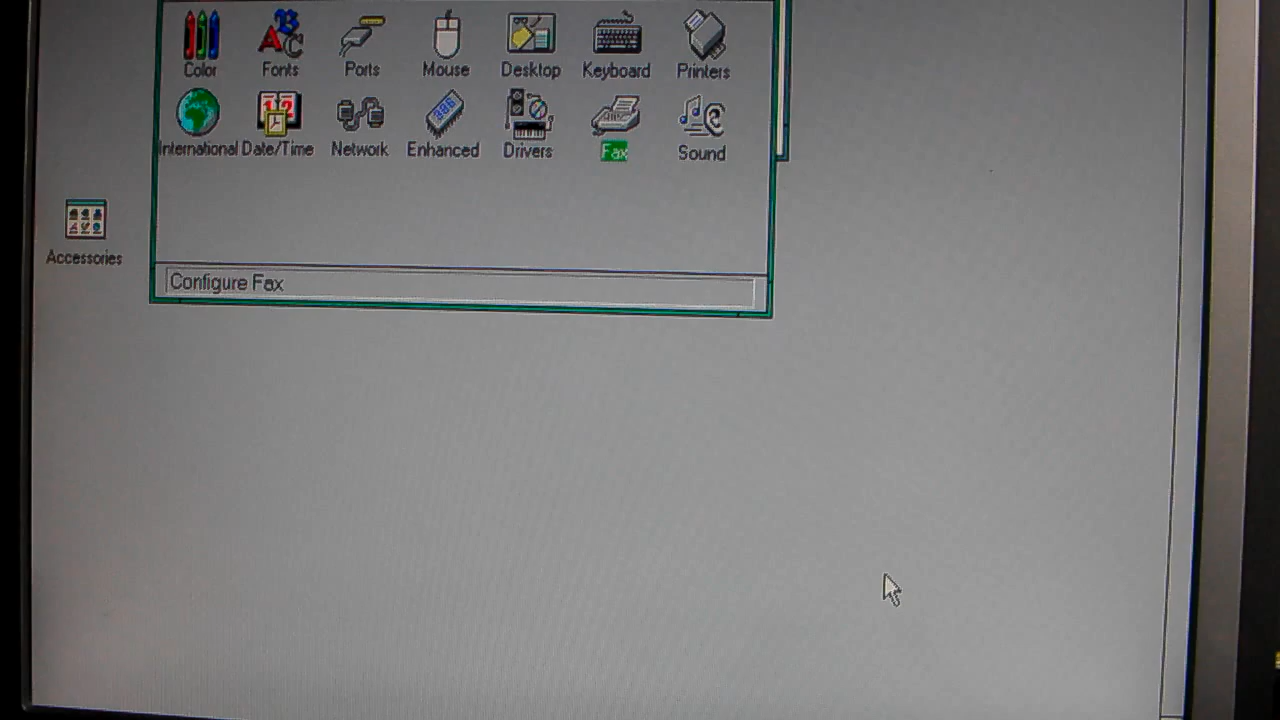 Color Fonts Ports Mouse Desktop Keyboard Printers
International Date/Time Network Enhanced Drivers Fax Sound
Accessories
Configure Fax